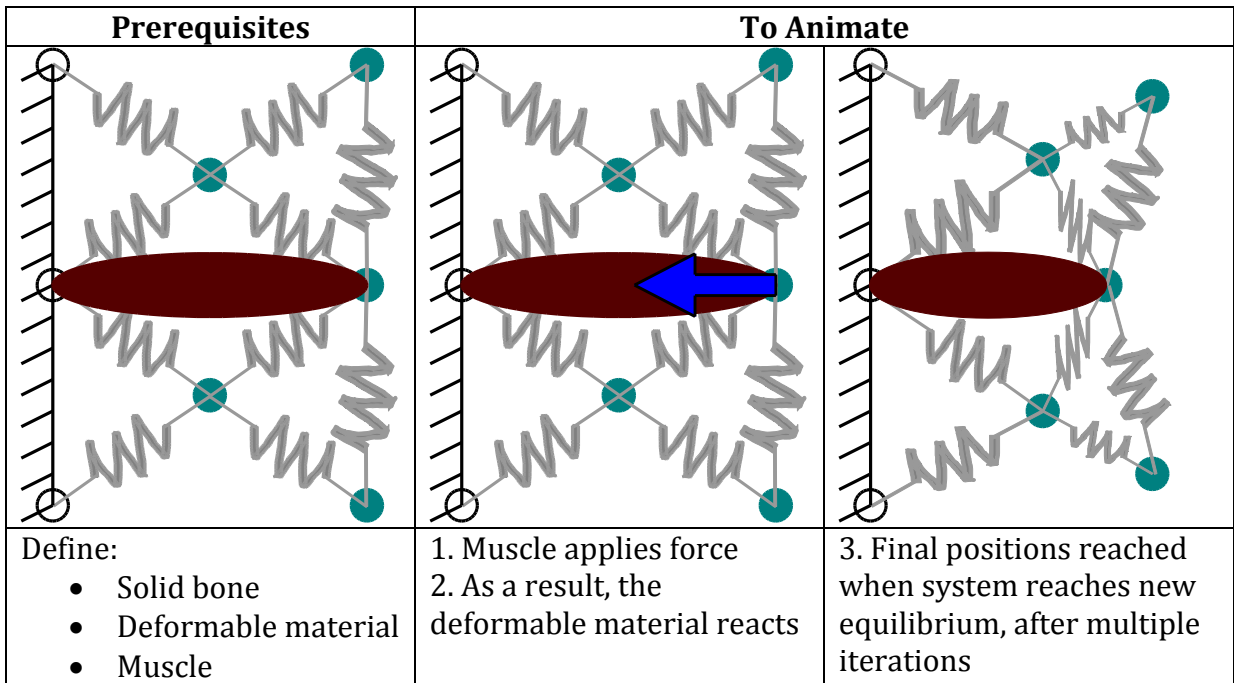 Prerequisites
To Animate
Define:
• Solid bone
• Deformable material
• Muscle
1. Muscle applies force
2. As a result, the
deformable material reacts
3. Final positions reached
when system reaches new
equilibrium, after multiple
iterations